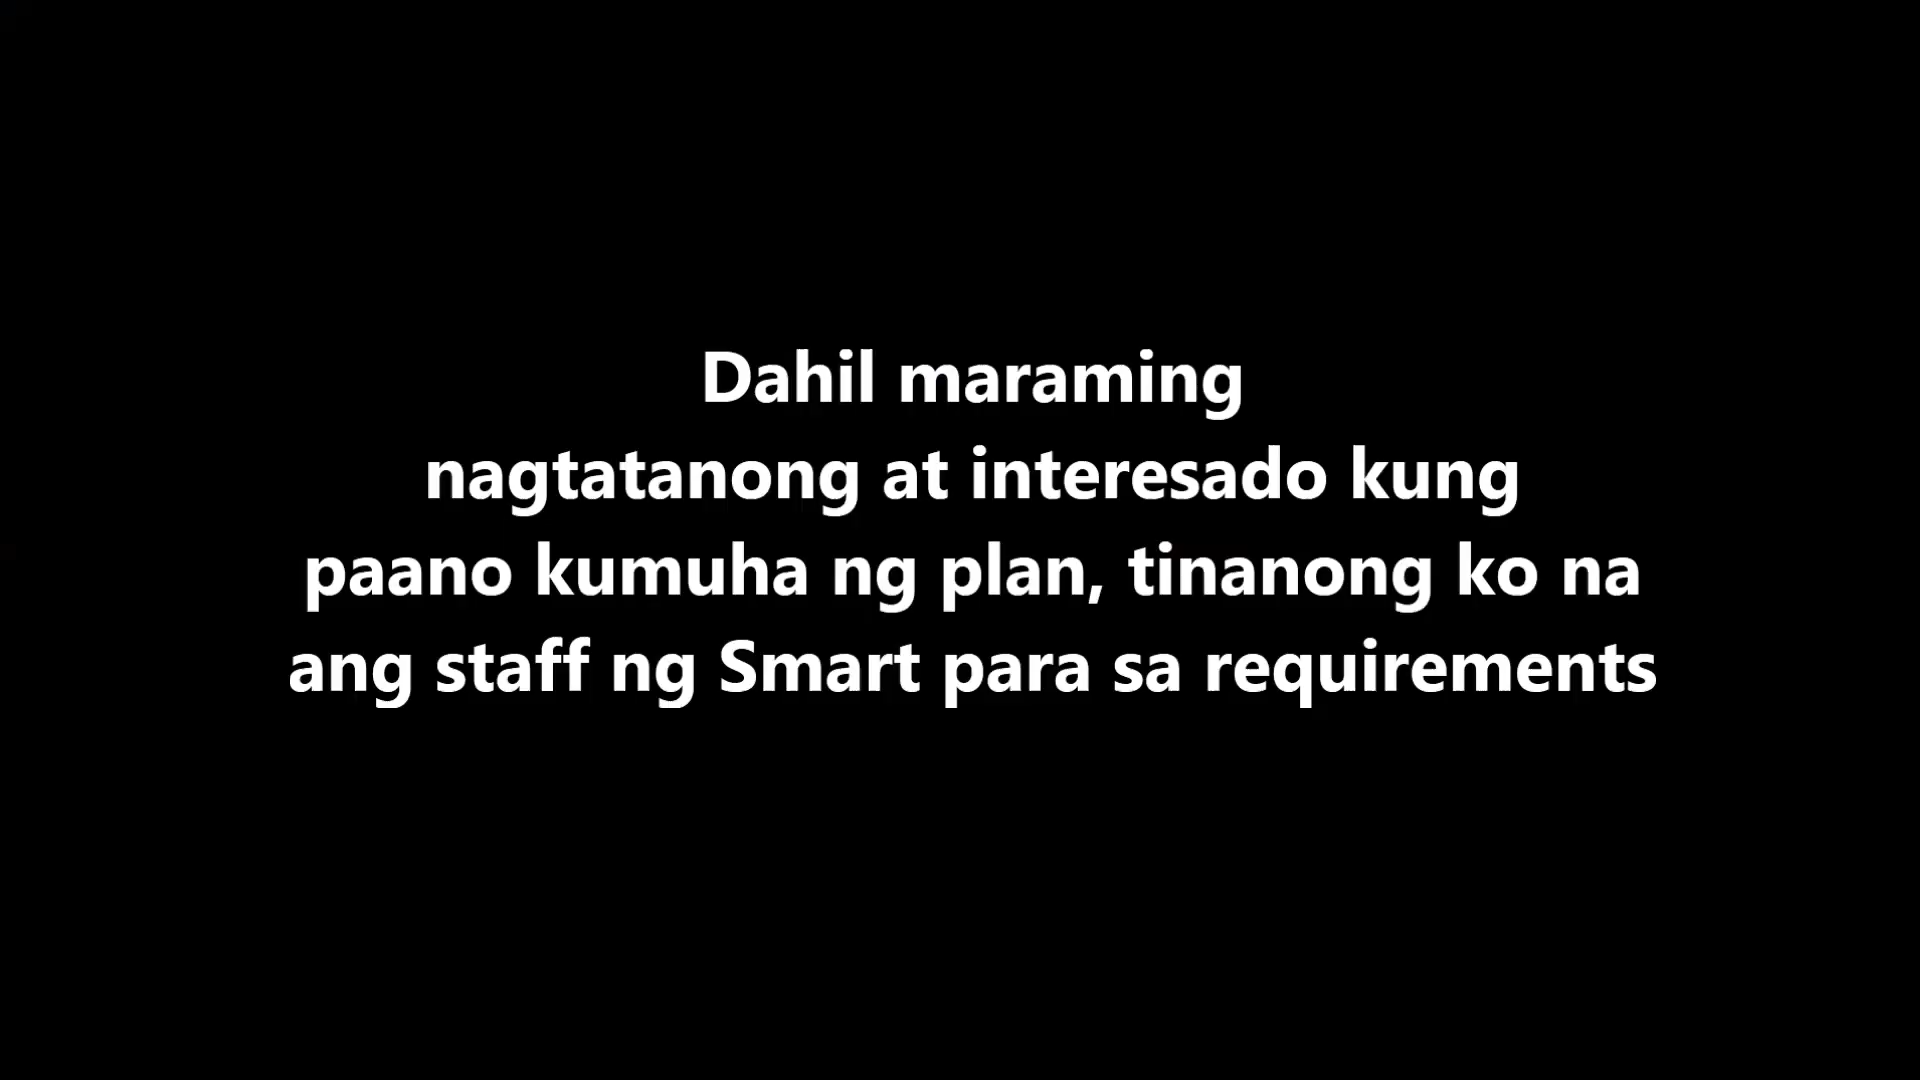 Dahil maraming
nagtatanong at interesado kung
paano kumuha ng plan, tinanong ko na
ang staff ng Smart para sa requirements